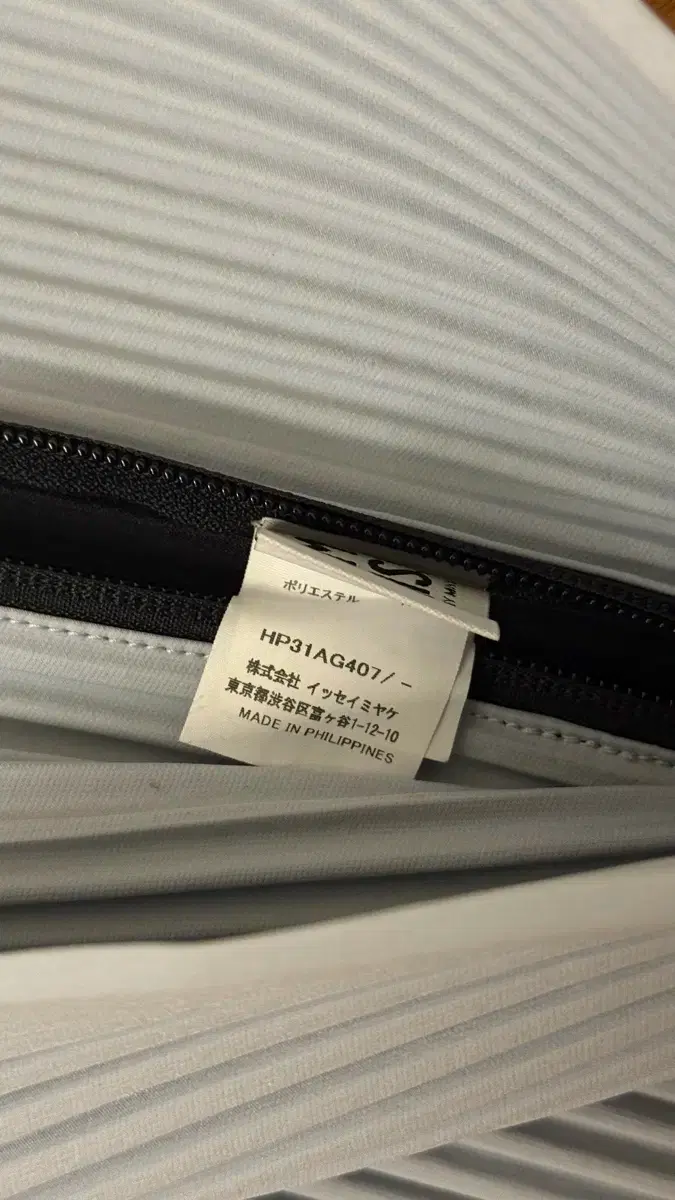 ポリエステル
HP31AG407/-
株式会社 イッセイミヤケ
東京都渋谷区富ヶ谷1-12-10
MADE IN PHILIPPINES